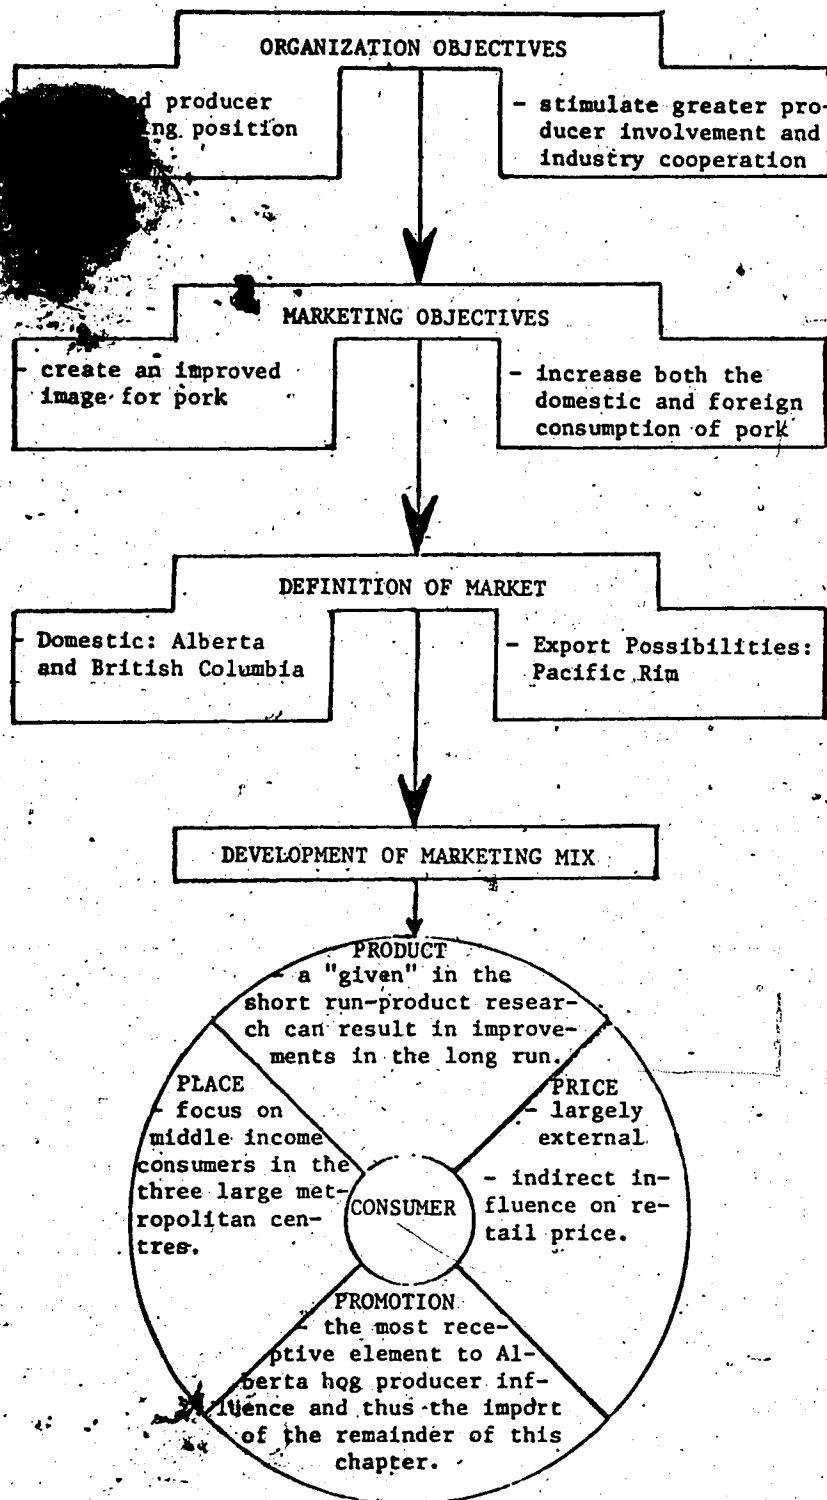 ORGANIZATION OBJECTIVES
producer
position
- stimulate greater pro-
ducer involvement and
industry cooperation
MARKETING OBJECTIVES
- create an improved
image for pork
- increase both the
domestic and foreign
consumption of pork
DEFINITION OF MARKET
- Domestic: Alberta
and British Columbia
- Export Possibilities:
Pacific Rim
DEVELOPMENT OF MARKETING MIX
PRODUCT
- a "given" in the
short run-product resear-
ch can result in improve-
ments in the long run.
PLACE
- focus on
middle income
consumers in the
three large met-
ropolitan cen-
tres.
PRICE
- largely
external
- indirect in-
fluence on re-
tail price.
CONSUMER
PROMOTION
- the most rece-
ptive element to Al-
berta hog producer inf-
luence and thus the import
of the remainder of this
chapter.